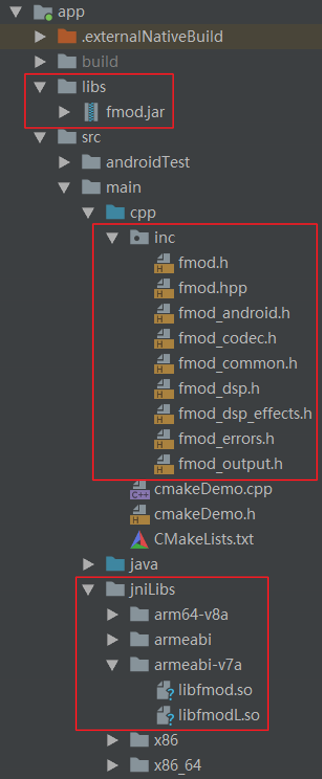 app
.externalNativeBuild
build
libs
fmod.jar
src
androidTest
main
cpp
inc
fmod.h
fmod.hpp
fmod_android.h
fmod_codec.h
fmod_common.h
fmod_dsp.h
fmod_dsp_effects.h
fmod_errors.h
fmod_output.h
cmakeDemo.cpp
cmakeDemo.h
CMakeLists.txt
java
jniLibs
arm64-v8a
armeabi
armeabi-v7a
libfmod.so
libfmodL.so
x86
x86_64